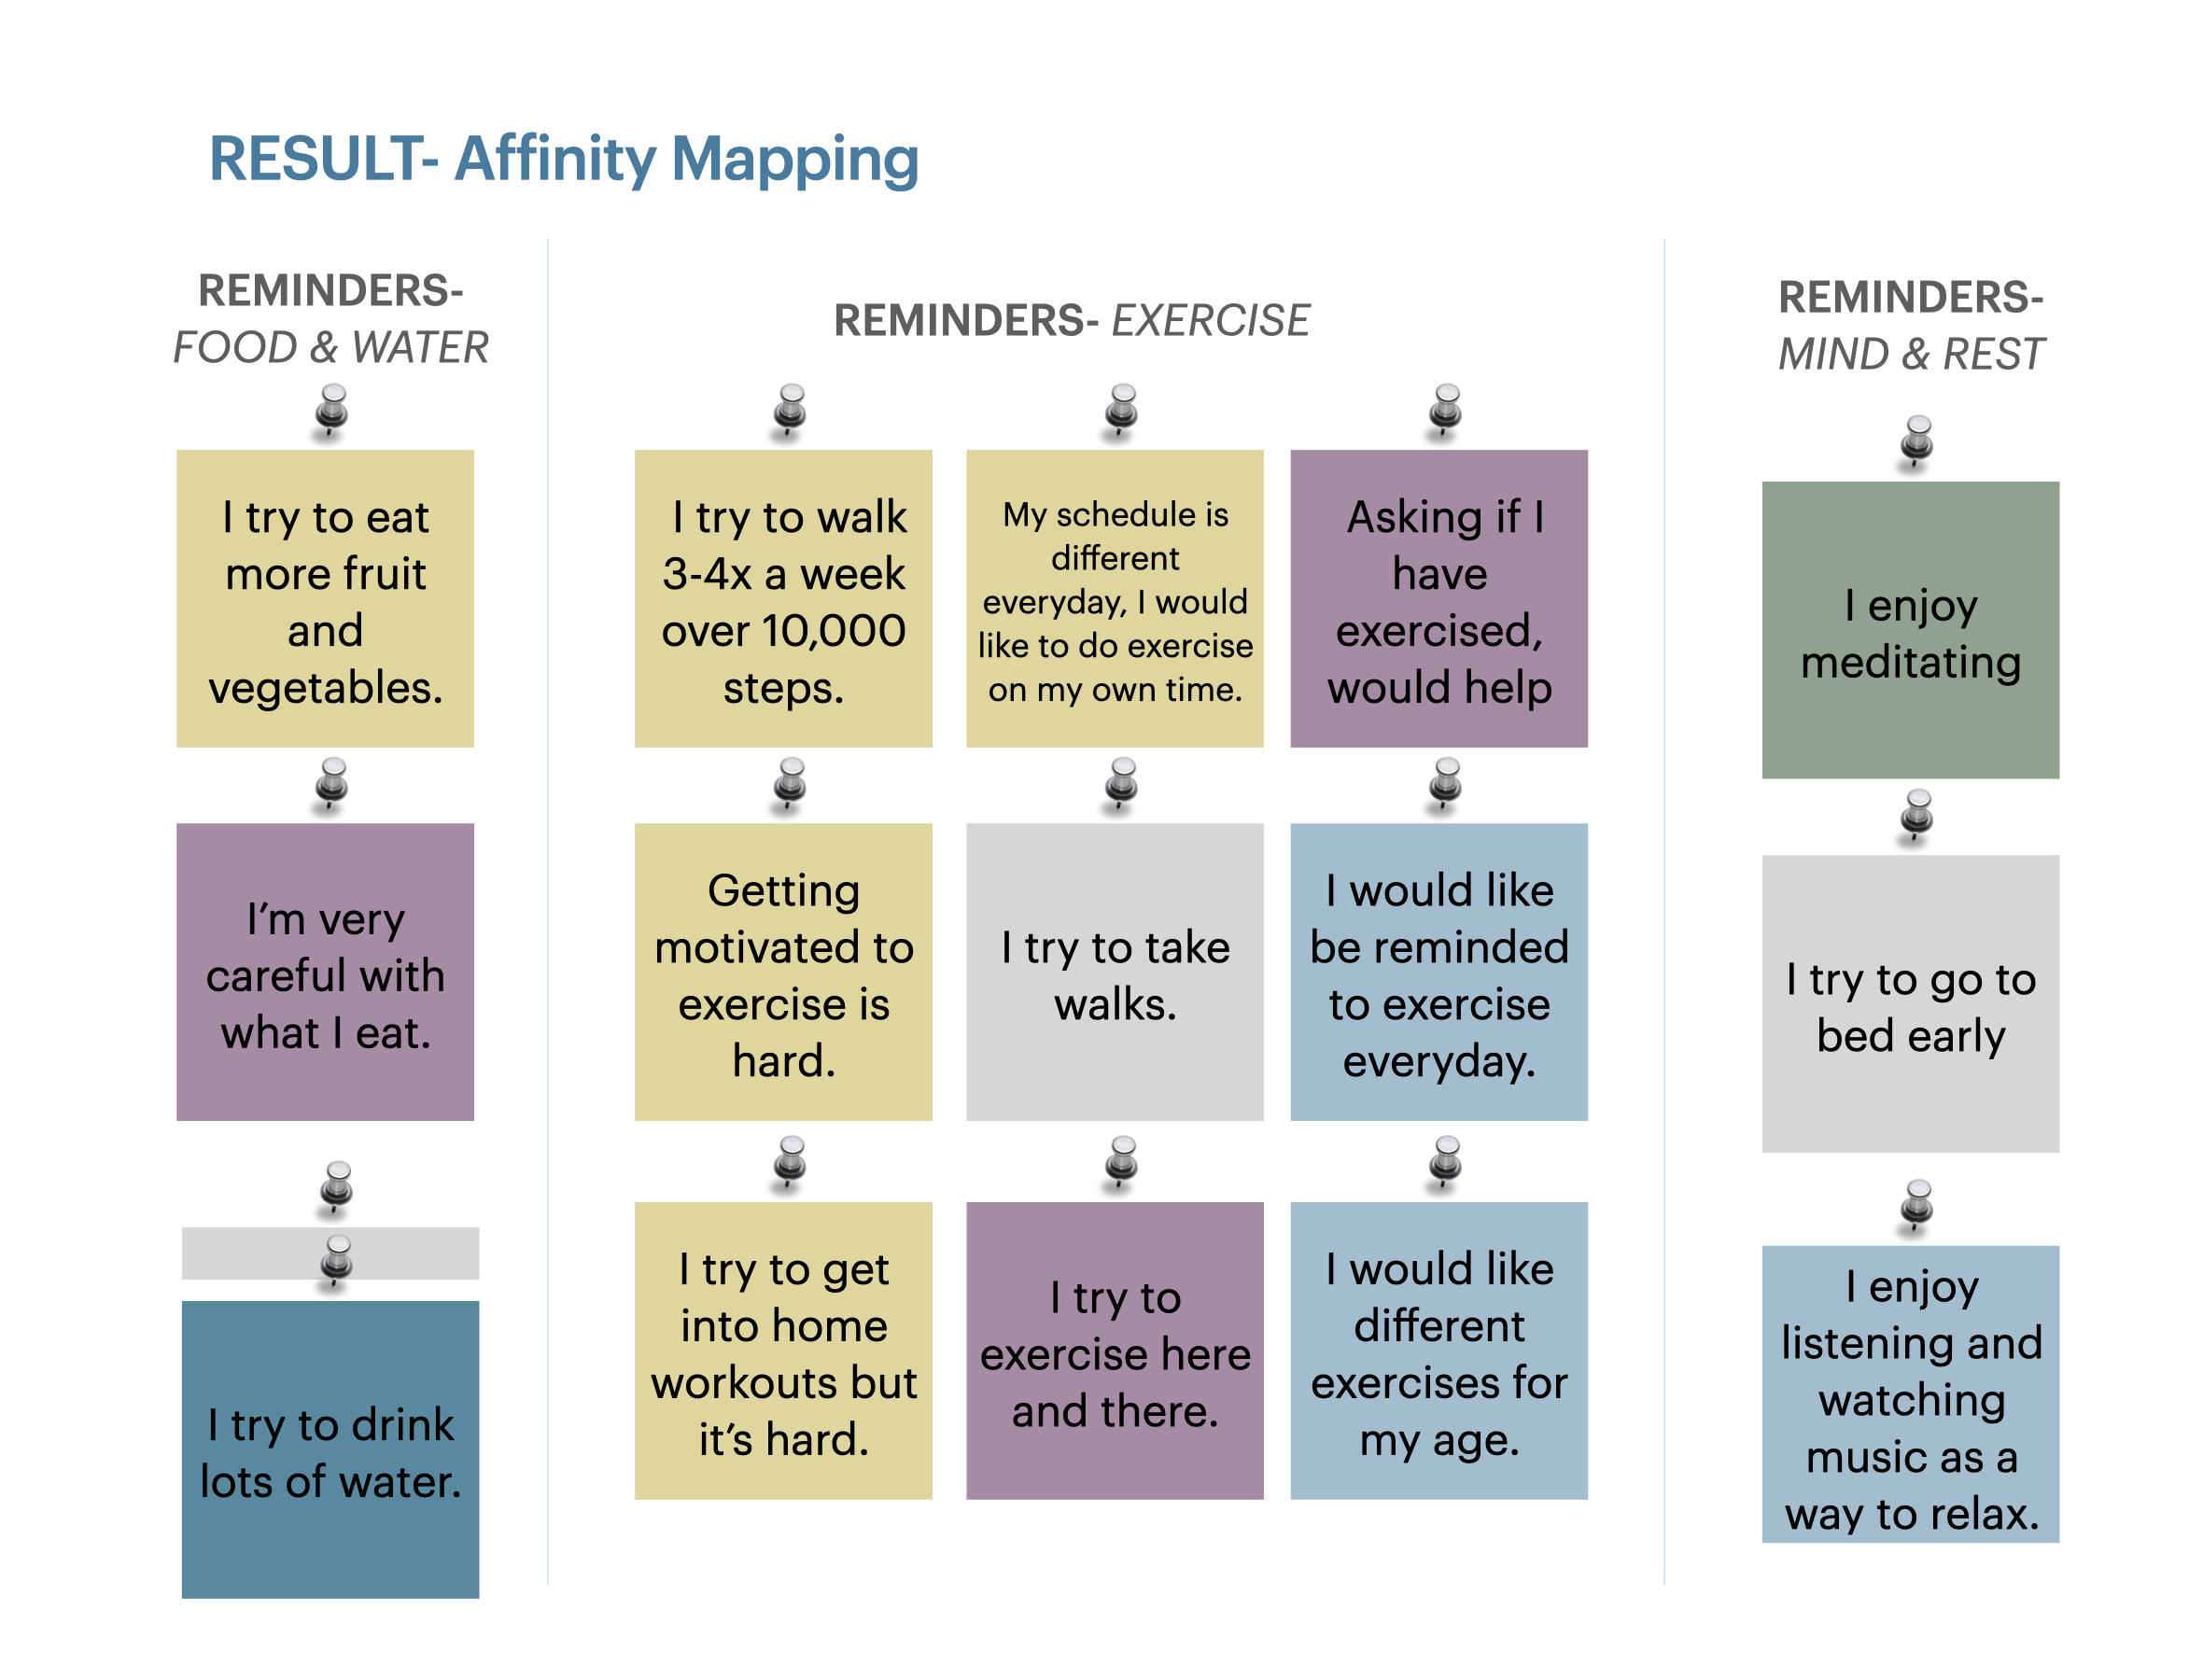 RESULT- Affinity Mapping
REMINDERS-
FOOD & WATER
I try to eat
more fruit
and
vegetables.
I’m very
careful with
what I eat.
I try to drink
lots of water.
REMINDERS- EXERCISE
I try to walk
3-4x a week
over 10,000
steps.
My schedule is
different
everyday, I would
like to do exercise
on my own time.
Asking if I
have
exercised,
would help
Getting
motivated to
exercise is
hard.
I try to take
walks.
I would like
be reminded
to exercise
everyday.
I try to get
into home
workouts but
it’s hard.
I try to
exercise here
and there.
I would like
different
exercises for
my age.
REMINDERS-
MIND & REST
I enjoy
meditating
I try to go to
bed early
I enjoy
listening and
watching
music as a
way to relax.